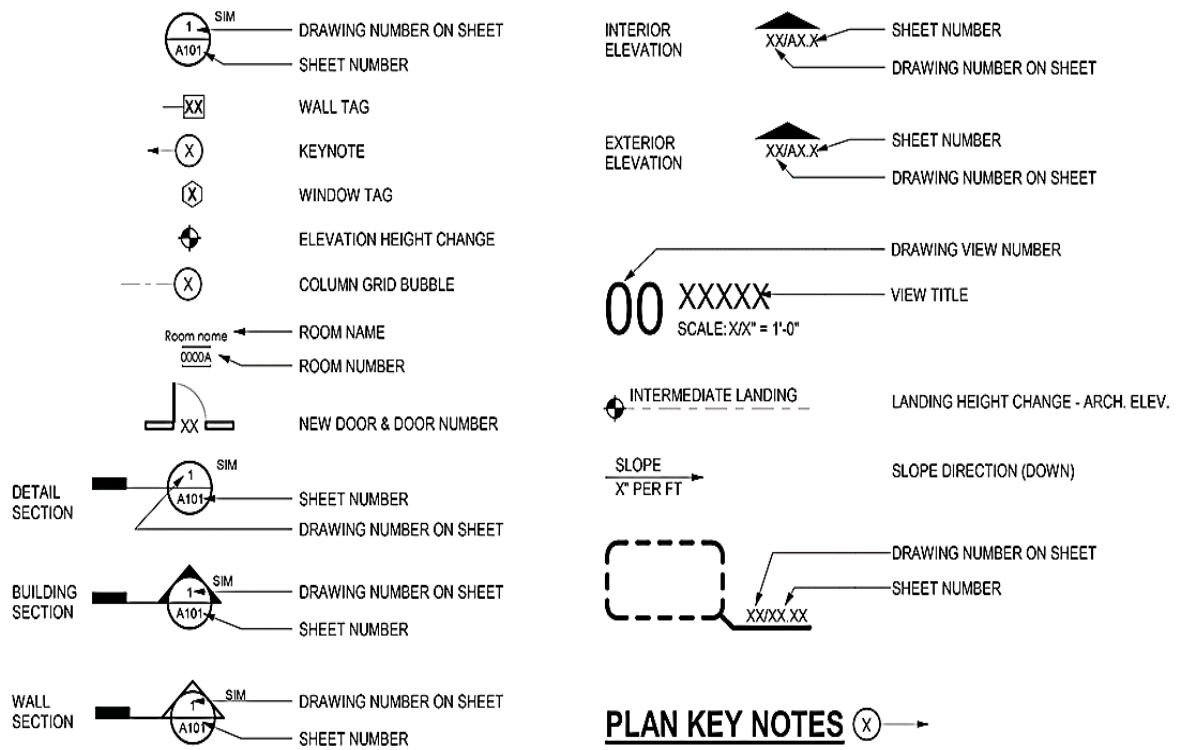 SIM
1
DRAWING NUMBER ON SHEET
A101
SHEET NUMBER
XX
WALL TAG
X
KEYNOTE
X
WINDOW TAG
ELEVATION HEIGHT CHANGE
X
COLUMN GRID BUBBLE
Room name
ROOM NAME
0000A
ROOM NUMBER
XX
NEW DOOR & DOOR NUMBER
DETAIL
SECTION
SIM
1
A101
SHEET NUMBER
DRAWING NUMBER ON SHEET
BUILDING
SECTION
SIM
1
DRAWING NUMBER ON SHEET
A101
SHEET NUMBER
WALL
SECTION
SIM
1
DRAWING NUMBER ON SHEET
A101
SHEET NUMBER
INTERIOR
ELEVATION
XX/AX.X
SHEET NUMBER
DRAWING NUMBER ON SHEET
EXTERIOR
ELEVATION
XX/AX.X
SHEET NUMBER
DRAWING NUMBER ON SHEET
DRAWING VIEW NUMBER
00 XXXXX
VIEW TITLE
SCALE: X/X" = 1'-0"
INTERMEDIATE LANDING
LANDING HEIGHT CHANGE - ARCH. ELEV.
SLOPE
X" PER FT
SLOPE DIRECTION (DOWN)
DRAWING NUMBER ON SHEET
SHEET NUMBER
XX/XX.XX
PLAN KEY NOTES X